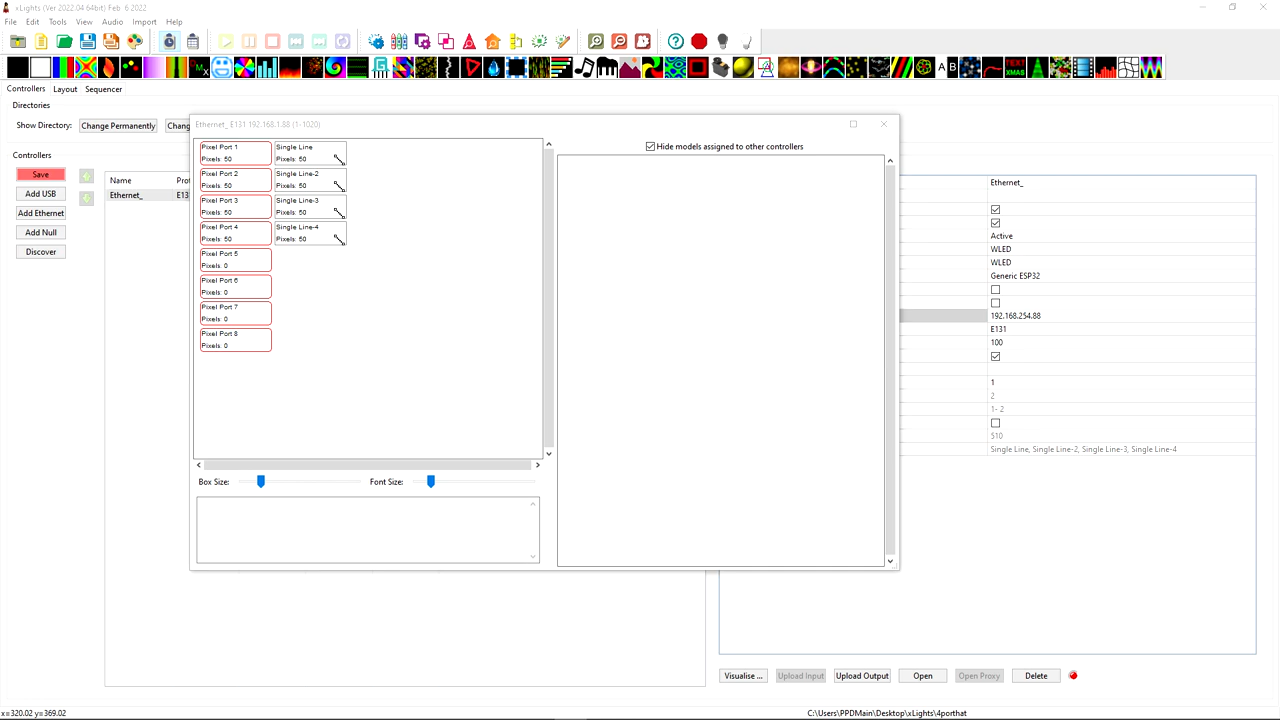 xLights (Ver 2022.04 64bit) Feb 6 2022
File Edit Tools View Audio Import Help
Controllers Layout Sequencer
Directories
Show Directory: Change Permanently Chang
Controllers
Save
Add USB
Add Ethernet
Add Null
Discover
Name Prot
Ethernet_ E13
Ethernet_ E131 192.168.1.88 (1-1020)
Pixel Port 1
Pixels: 50
Single Line
Pixels: 50
Pixel Port 2
Pixels: 50
Single Line-2
Pixels: 50
Pixel Port 3
Pixels: 50
Single Line-3
Pixels: 50
Pixel Port 4
Pixels: 50
Single Line-4
Pixels: 50
Pixel Port 5
Pixels: 0
Pixel Port 6
Pixels: 0
Pixel Port 7
Pixels: 0
Pixel Port 8
Pixels: 0
Box Size: Font Size:
Hide models assigned to other controllers
Ethernet_
Active
WLED
WLED
Generic ESP32
192.168.254.88
E131
100
1
2
1- 2
510
Single Line, Single Line-2, Single Line-3, Single Line-4
Visualise ... Upload Input Upload Output Open Open Proxy Delete
x=320.02 y=369.02
C:\Users\PPDMain\Desktop\xLights\4porthat